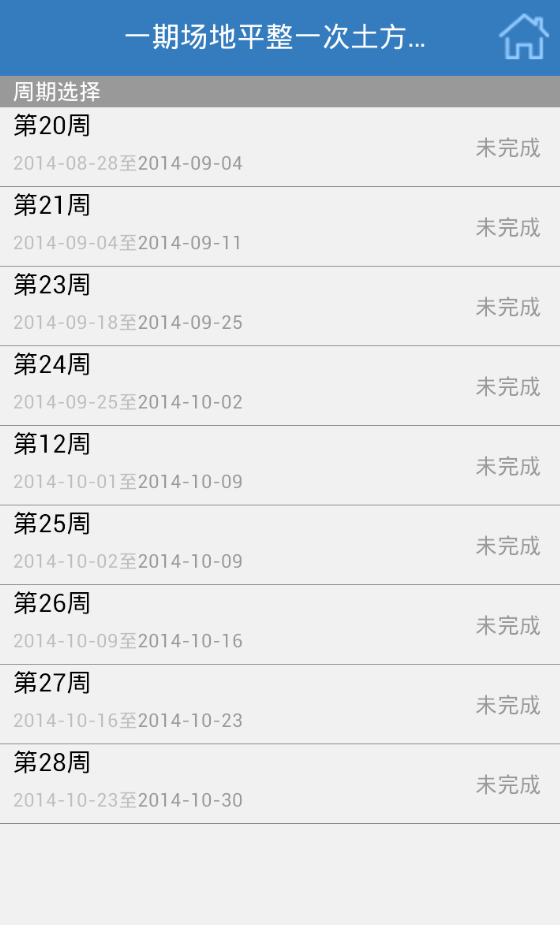 一期场地平整一次土方...
周期选择
第20周
未完成
2014-08-28至2014-09-04
第21周
未完成
2014-09-04至2014-09-11
第23周
未完成
2014-09-18至2014-09-25
第24周
未完成
2014-09-25至2014-10-02
第12周
未完成
2014-10-01至2014-10-09
第25周
未完成
2014-10-02至2014-10-09
第26周
未完成
2014-10-09至2014-10-16
第27周
未完成
2014-10-16至2014-10-23
第28周
未完成
2014-10-23至2014-10-30